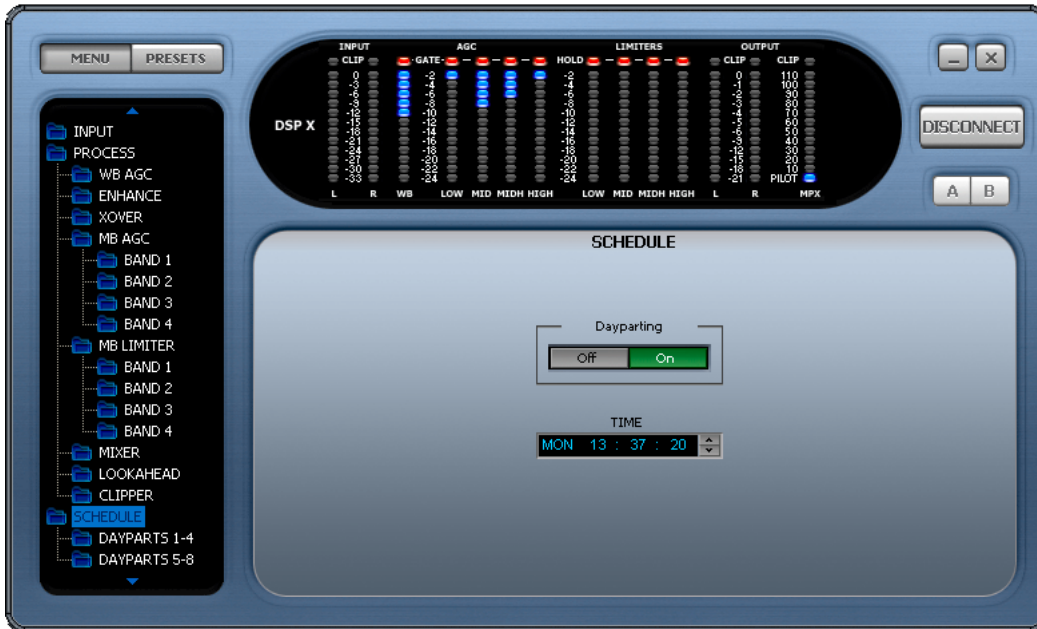 MENU PRESETS
INPUT
PROCESS
WB AGC
ENHANCE
XOVER
MB AGC
BAND 1
BAND 2
BAND 3
BAND 4
MB LIMITER
BAND 1
BAND 2
BAND 3
BAND 4
MIXER
LOOKAHEAD
CLIPPER
SCHEDULE
DAYPARTS 1-4
DAYPARTS 5-8
DSP X
INPUT AGC LIMITERS OUTPUT
CLIP GATE HOLD CLIP CLIP
0 -2 -2 0 110
-3 -4 -4 -1 100
-6 -6 -6 -2 90
-9 -8 -8 -3 80
-12 -10 -10 -4 70
-15 -12 -12 -5 60
-18 -14 -14 -6 50
-21 -16 -16 -9 40
-24 -18 -18 -12 30
-27 -20 -20 -15 20
-30 -22 -22 -18 10
-33 -24 -24 -21 PILOT
L R WB LOW MID MIDH HIGH LOW MID MIDH HIGH L R MPX
DISCONNECT
A B
SCHEDULE
Dayparting
Off On
TIME
MON 13 : 37 : 20